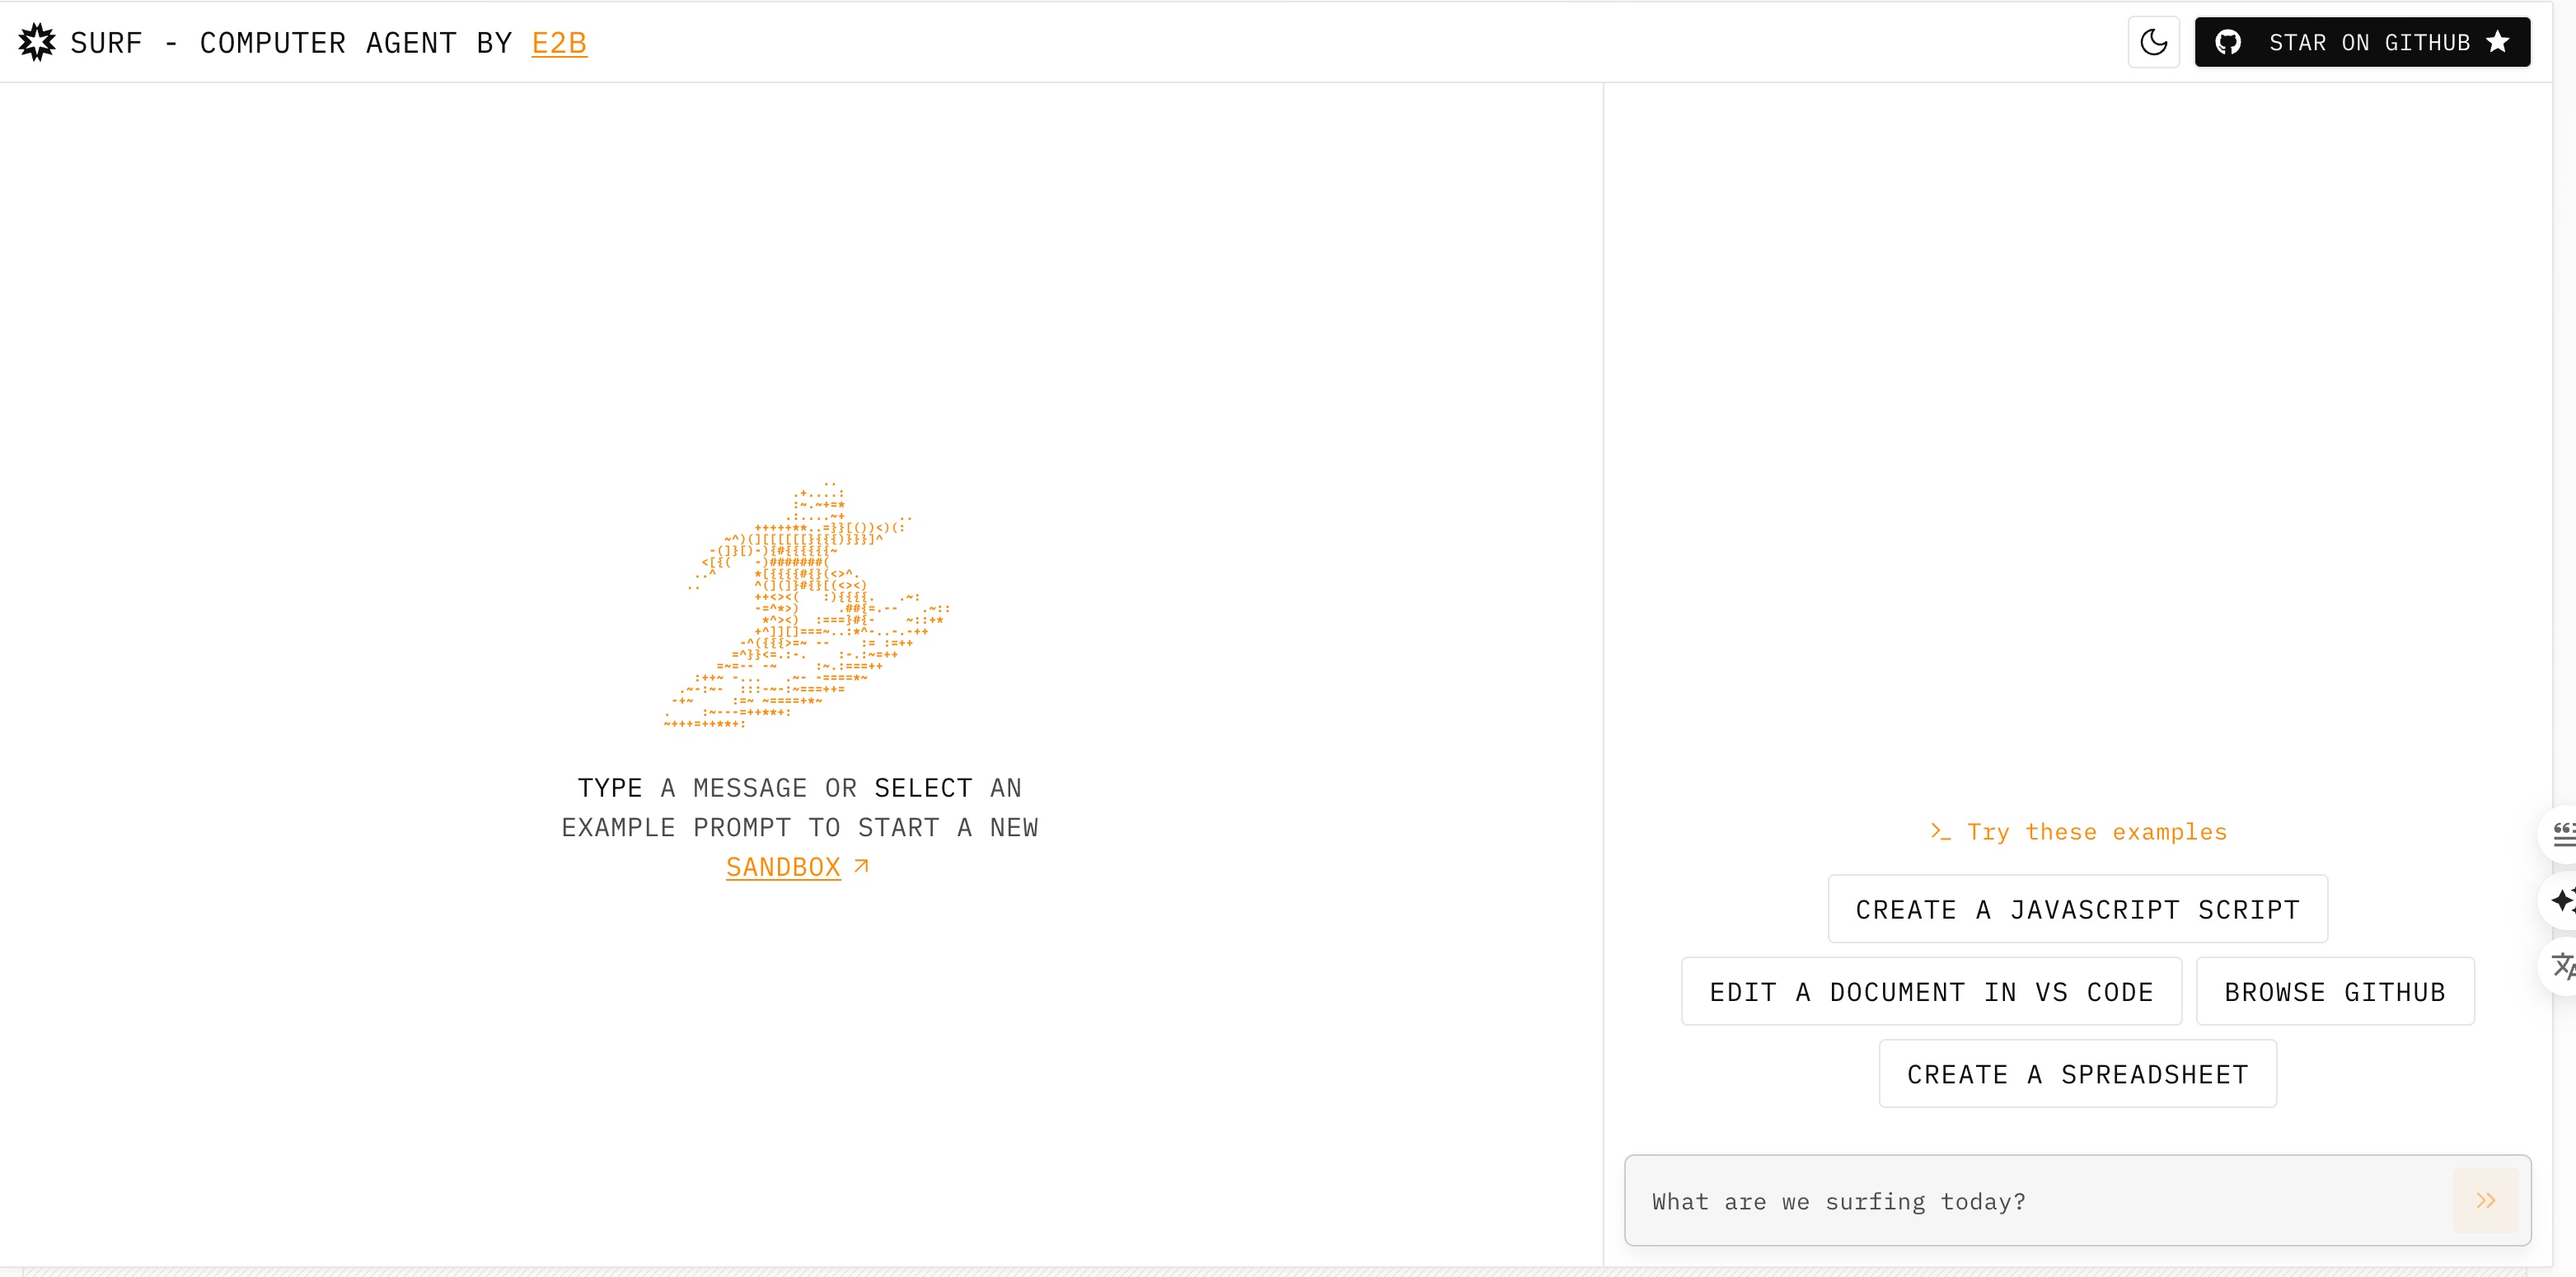 SURF - COMPUTER AGENT BY E2B
STAR ON GITHUB
TYPE A MESSAGE OR SELECT AN
EXAMPLE PROMPT TO START A NEW
SANDBOX
>_ Try these examples
CREATE A JAVASCRIPT SCRIPT
EDIT A DOCUMENT IN VS CODE
BROWSE GITHUB
CREATE A SPREADSHEET
What are we surfing today?